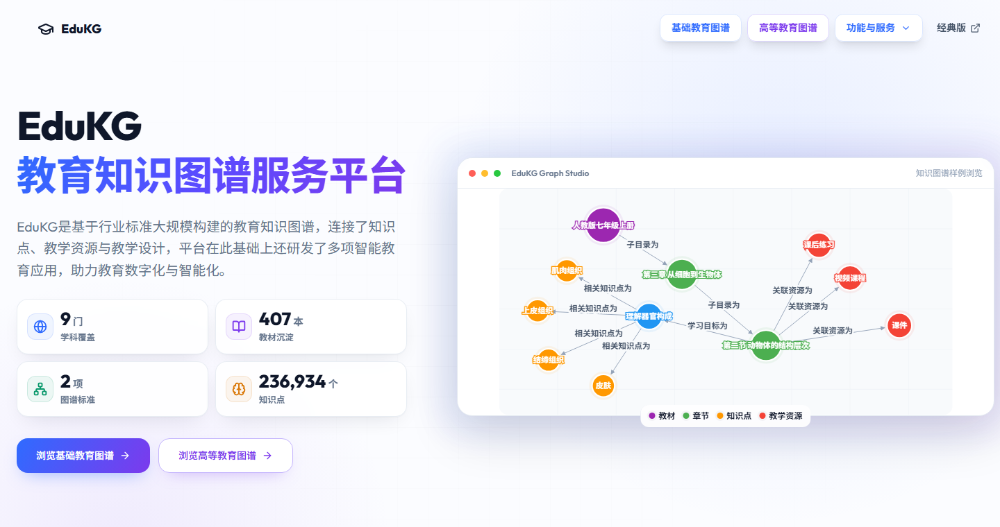 EduKG
基础教育图谱
高等教育图谱
功能与服务
经典版
EduKG
教育知识图谱服务平台
EduKG是基于行业标准大规模构建的教育知识图谱，连接了知识
点、教学资源与教学设计，平台在此基础上还研发了多项智能教
育应用，助力教育数字化与智能化。
9 门
学科覆盖
407 本
教材沉淀
2 项
图谱标准
236,934 个
知识点
浏览基础教育图谱
浏览高等教育图谱
EduKG Graph Studio
知识图谱样例浏览
人教版七年级上册
子目录为
课后练习
肌肉组织
第二章 从细胞到生物体
视频课程
相关知识点为
关联资源为
上皮组织
相关知识点为
理解器官构成
子目录为
关联资源为
学习目标为
课件
相关知识点为
关联资源为
相关知识点为
第二节 动物体的结构层次
结缔组织
皮肤
教材
章节
知识点
教学资源